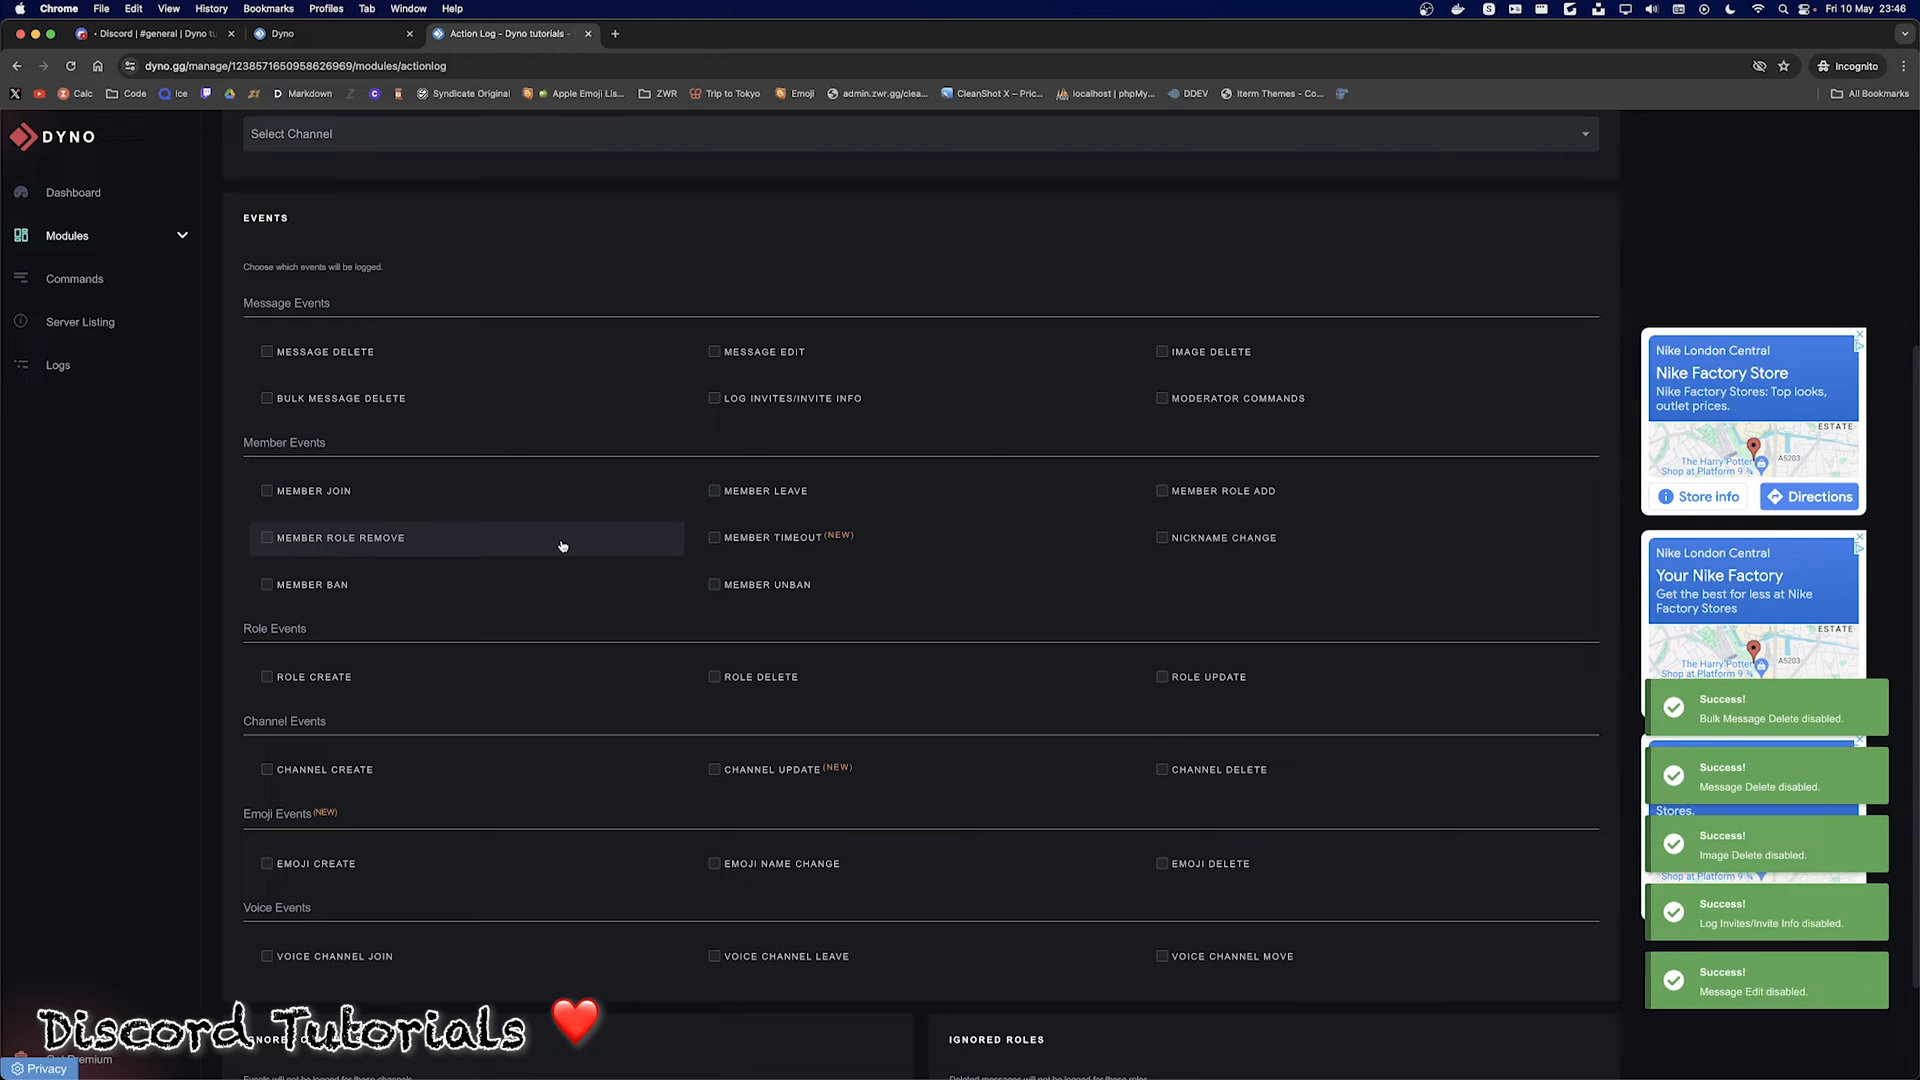 Chrome File Edit View History Bookmarks Profiles Tab Window Help Fri 10 May 23:46
• Discord | #general | Dyno tu Dyno Action Log - Dyno tutorials -
dyno.gg/manage/1238571650958626969/modules/actionlog Incognito
Calc Code Ice Markdown Syndicate Original Apple Emoji Lis... ZWR Trip to Tokyo Emoji admin.zwr.gg/clea... CleanShot X – Pric... localhost | phpMy... DDEV Iterm Themes - Co... All Bookmarks
DYNO
Select Channel
Dashboard
Modules
Commands
Server Listing
Logs
EVENTS
Choose which events will be logged.
Message Events
MESSAGE DELETE MESSAGE EDIT IMAGE DELETE
BULK MESSAGE DELETE LOG INVITES/INVITE INFO MODERATOR COMMANDS
Member Events
MEMBER JOIN MEMBER LEAVE MEMBER ROLE ADD
MEMBER ROLE REMOVE MEMBER TIMEOUT (NEW) NICKNAME CHANGE
MEMBER BAN MEMBER UNBAN
Role Events
ROLE CREATE ROLE DELETE ROLE UPDATE
Channel Events
CHANNEL CREATE CHANNEL UPDATE (NEW) CHANNEL DELETE
Emoji Events (NEW)
EMOJI CREATE EMOJI NAME CHANGE EMOJI DELETE
Voice Events
VOICE CHANNEL JOIN VOICE CHANNEL LEAVE VOICE CHANNEL MOVE
IGNORED ROLES
Nike London Central
Nike Factory Store
Nike Factory Stores: Top looks,
outlet prices.
ESTATE
A5203
The Harry Potter
Shop at Platform 9 ¾
Store info Directions
Nike London Central
Your Nike Factory
Get the best for less at Nike
Factory Stores
ESTATE
A5203
The Harry Potter
Shop at Platform 9 ¾
Success!
Bulk Message Delete disabled.
Success!
Message Delete disabled.
Stores.
Success!
Image Delete disabled.
Shop at Platform 9 ¾
Success!
Log Invites/Invite Info disabled.
Success!
Message Edit disabled.
Discord Tutorials ❤️
Premium
Privacy